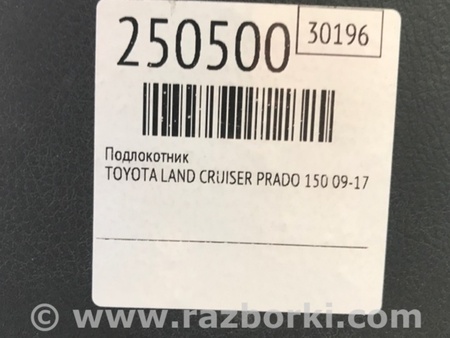 250500
30196
Подлокотник
TOYOTA LAND CRUISER PRADO 150 09-17
© www.razborki.com